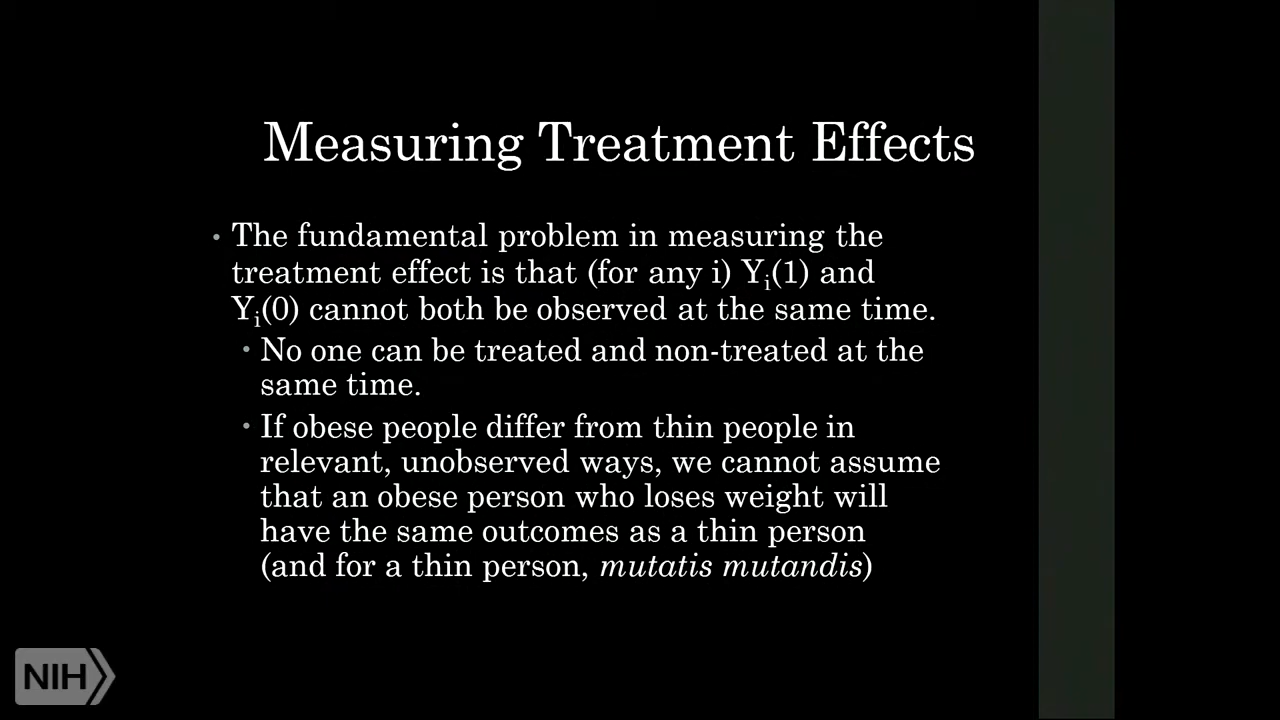 Measuring Treatment Effects
• The fundamental problem in measuring the
treatment effect is that (for any i) Yi(1) and
Yi(0) cannot both be observed at the same time.
• No one can be treated and non-treated at the
same time.
• If obese people differ from thin people in
relevant, unobserved ways, we cannot assume
that an obese person who loses weight will
have the same outcomes as a thin person
(and for a thin person, mutatis mutandis)
NIH